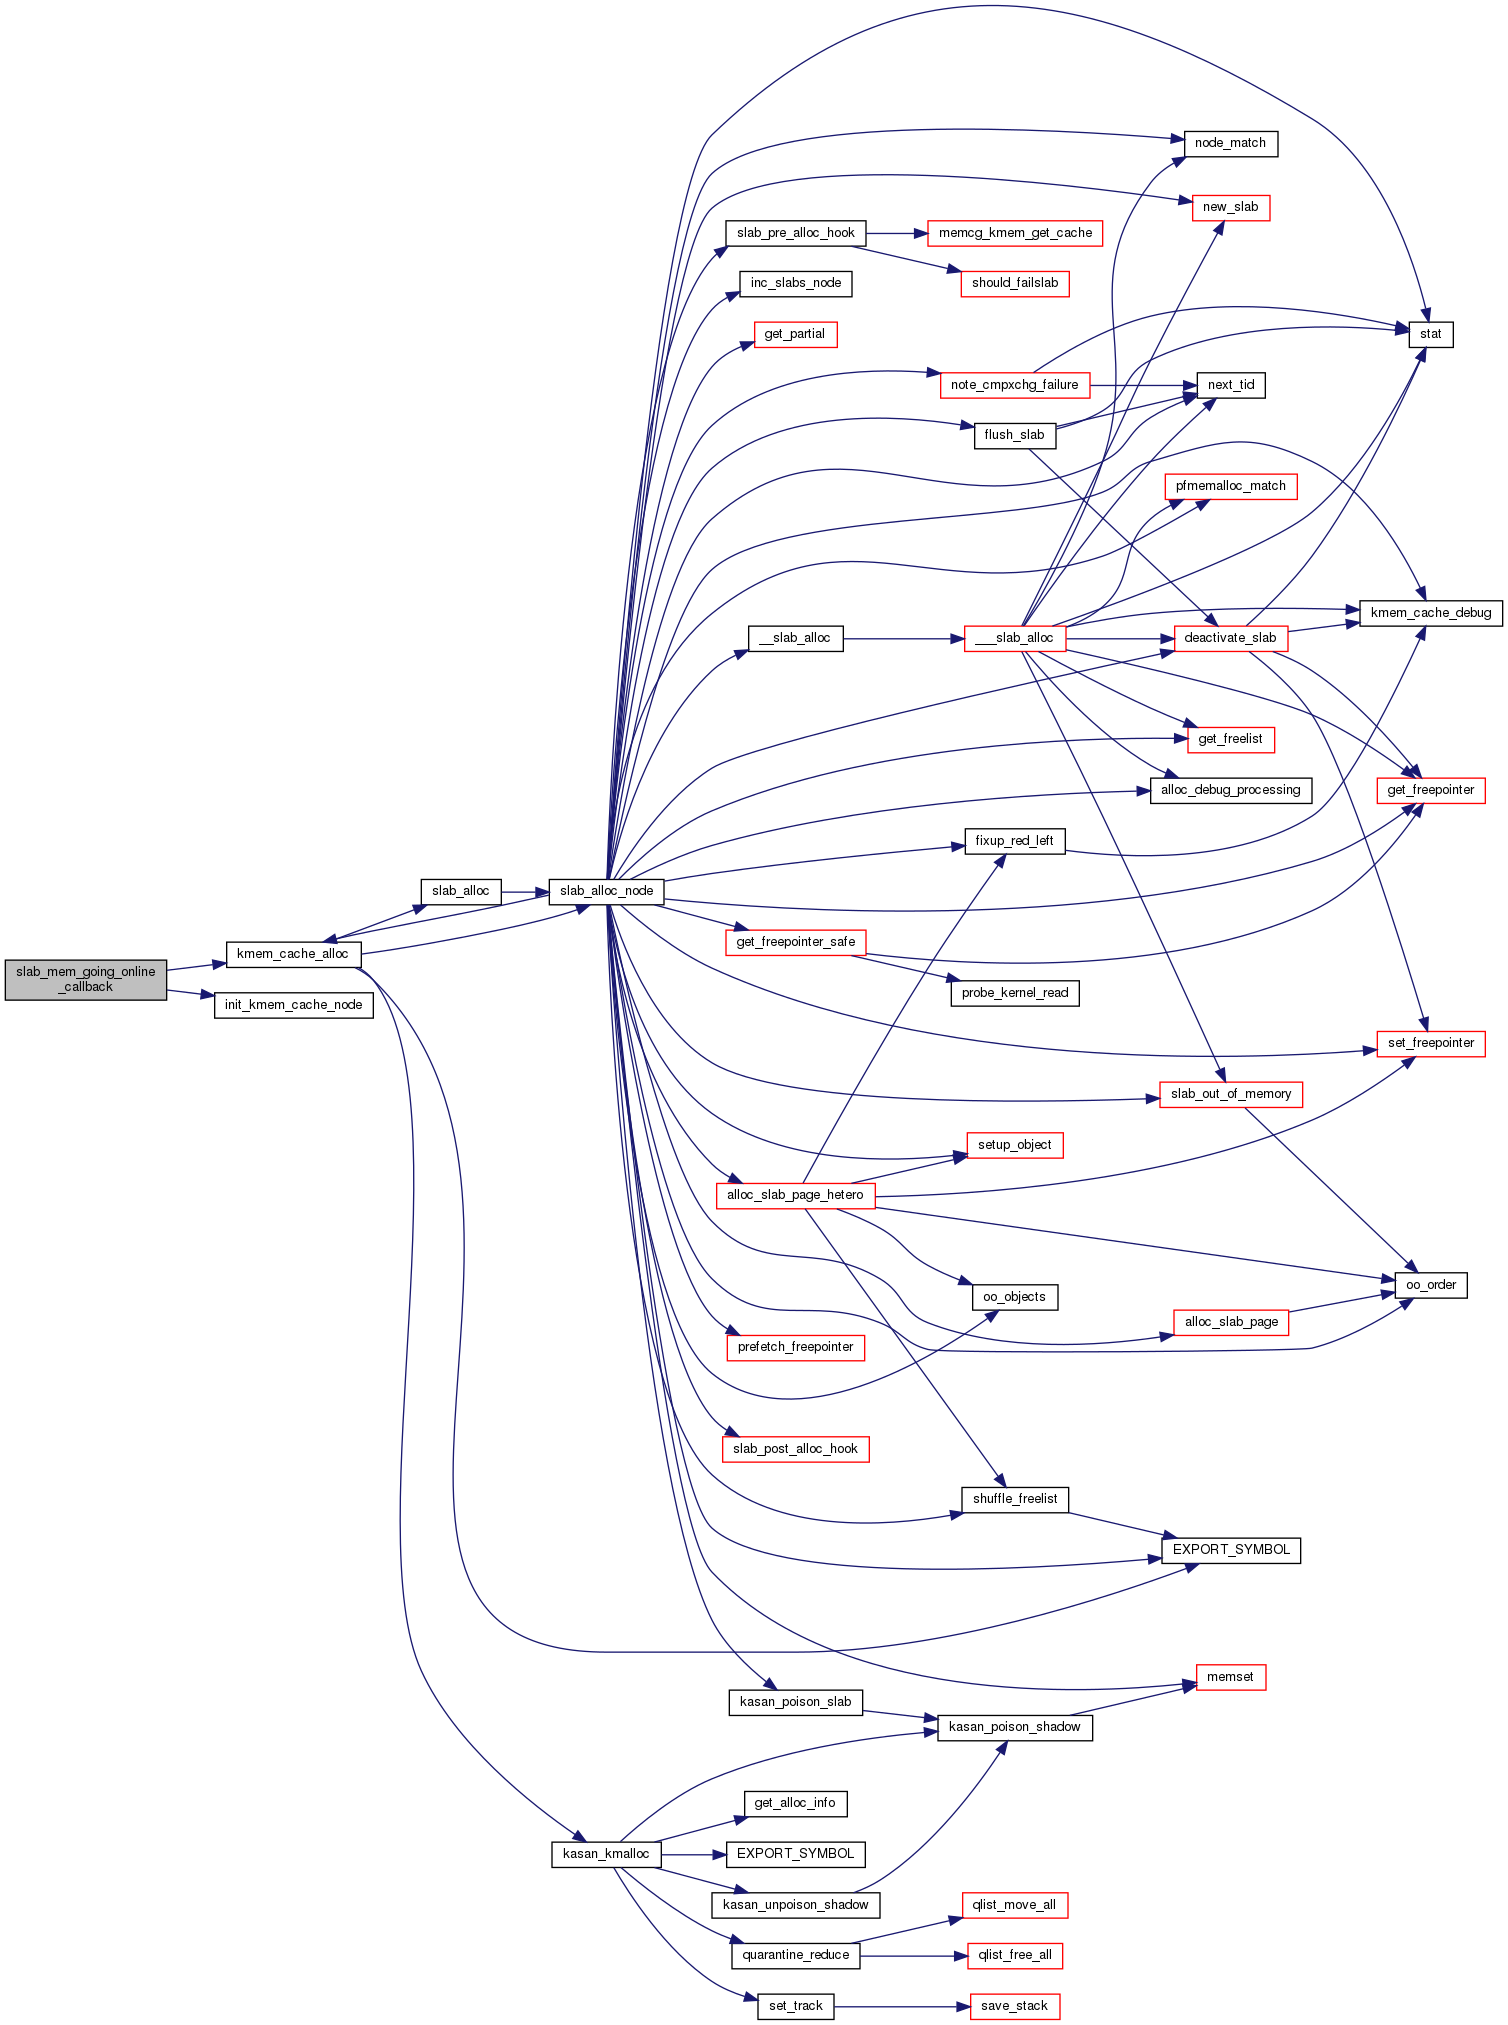 node_match
new_slab
slab_pre_alloc_hook
memcg_kmem_get_cache
inc_slabs_node
should_failslab
get_partial
stat
note_cmpxchg_failure
next_tid
flush_slab
pfmemalloc_match
kmem_cache_debug
__slab_alloc
___slab_alloc
deactivate_slab
get_freelist
alloc_debug_processing
get_freepointer
fixup_red_left
slab_alloc
slab_alloc_node
get_freepointer_safe
kmem_cache_alloc
slab_mem_going_online
_callback
init_kmem_cache_node
probe_kernel_read
set_freepointer
slab_out_of_memory
setup_object
alloc_slab_page_hetero
oo_order
oo_objects
alloc_slab_page
prefetch_freepointer
slab_post_alloc_hook
shuffle_freelist
EXPORT_SYMBOL
memset
kasan_poison_slab
kasan_poison_shadow
get_alloc_info
kasan_kmalloc
EXPORT_SYMBOL
kasan_unpoison_shadow
qlist_move_all
quarantine_reduce
qlist_free_all
set_track
save_stack